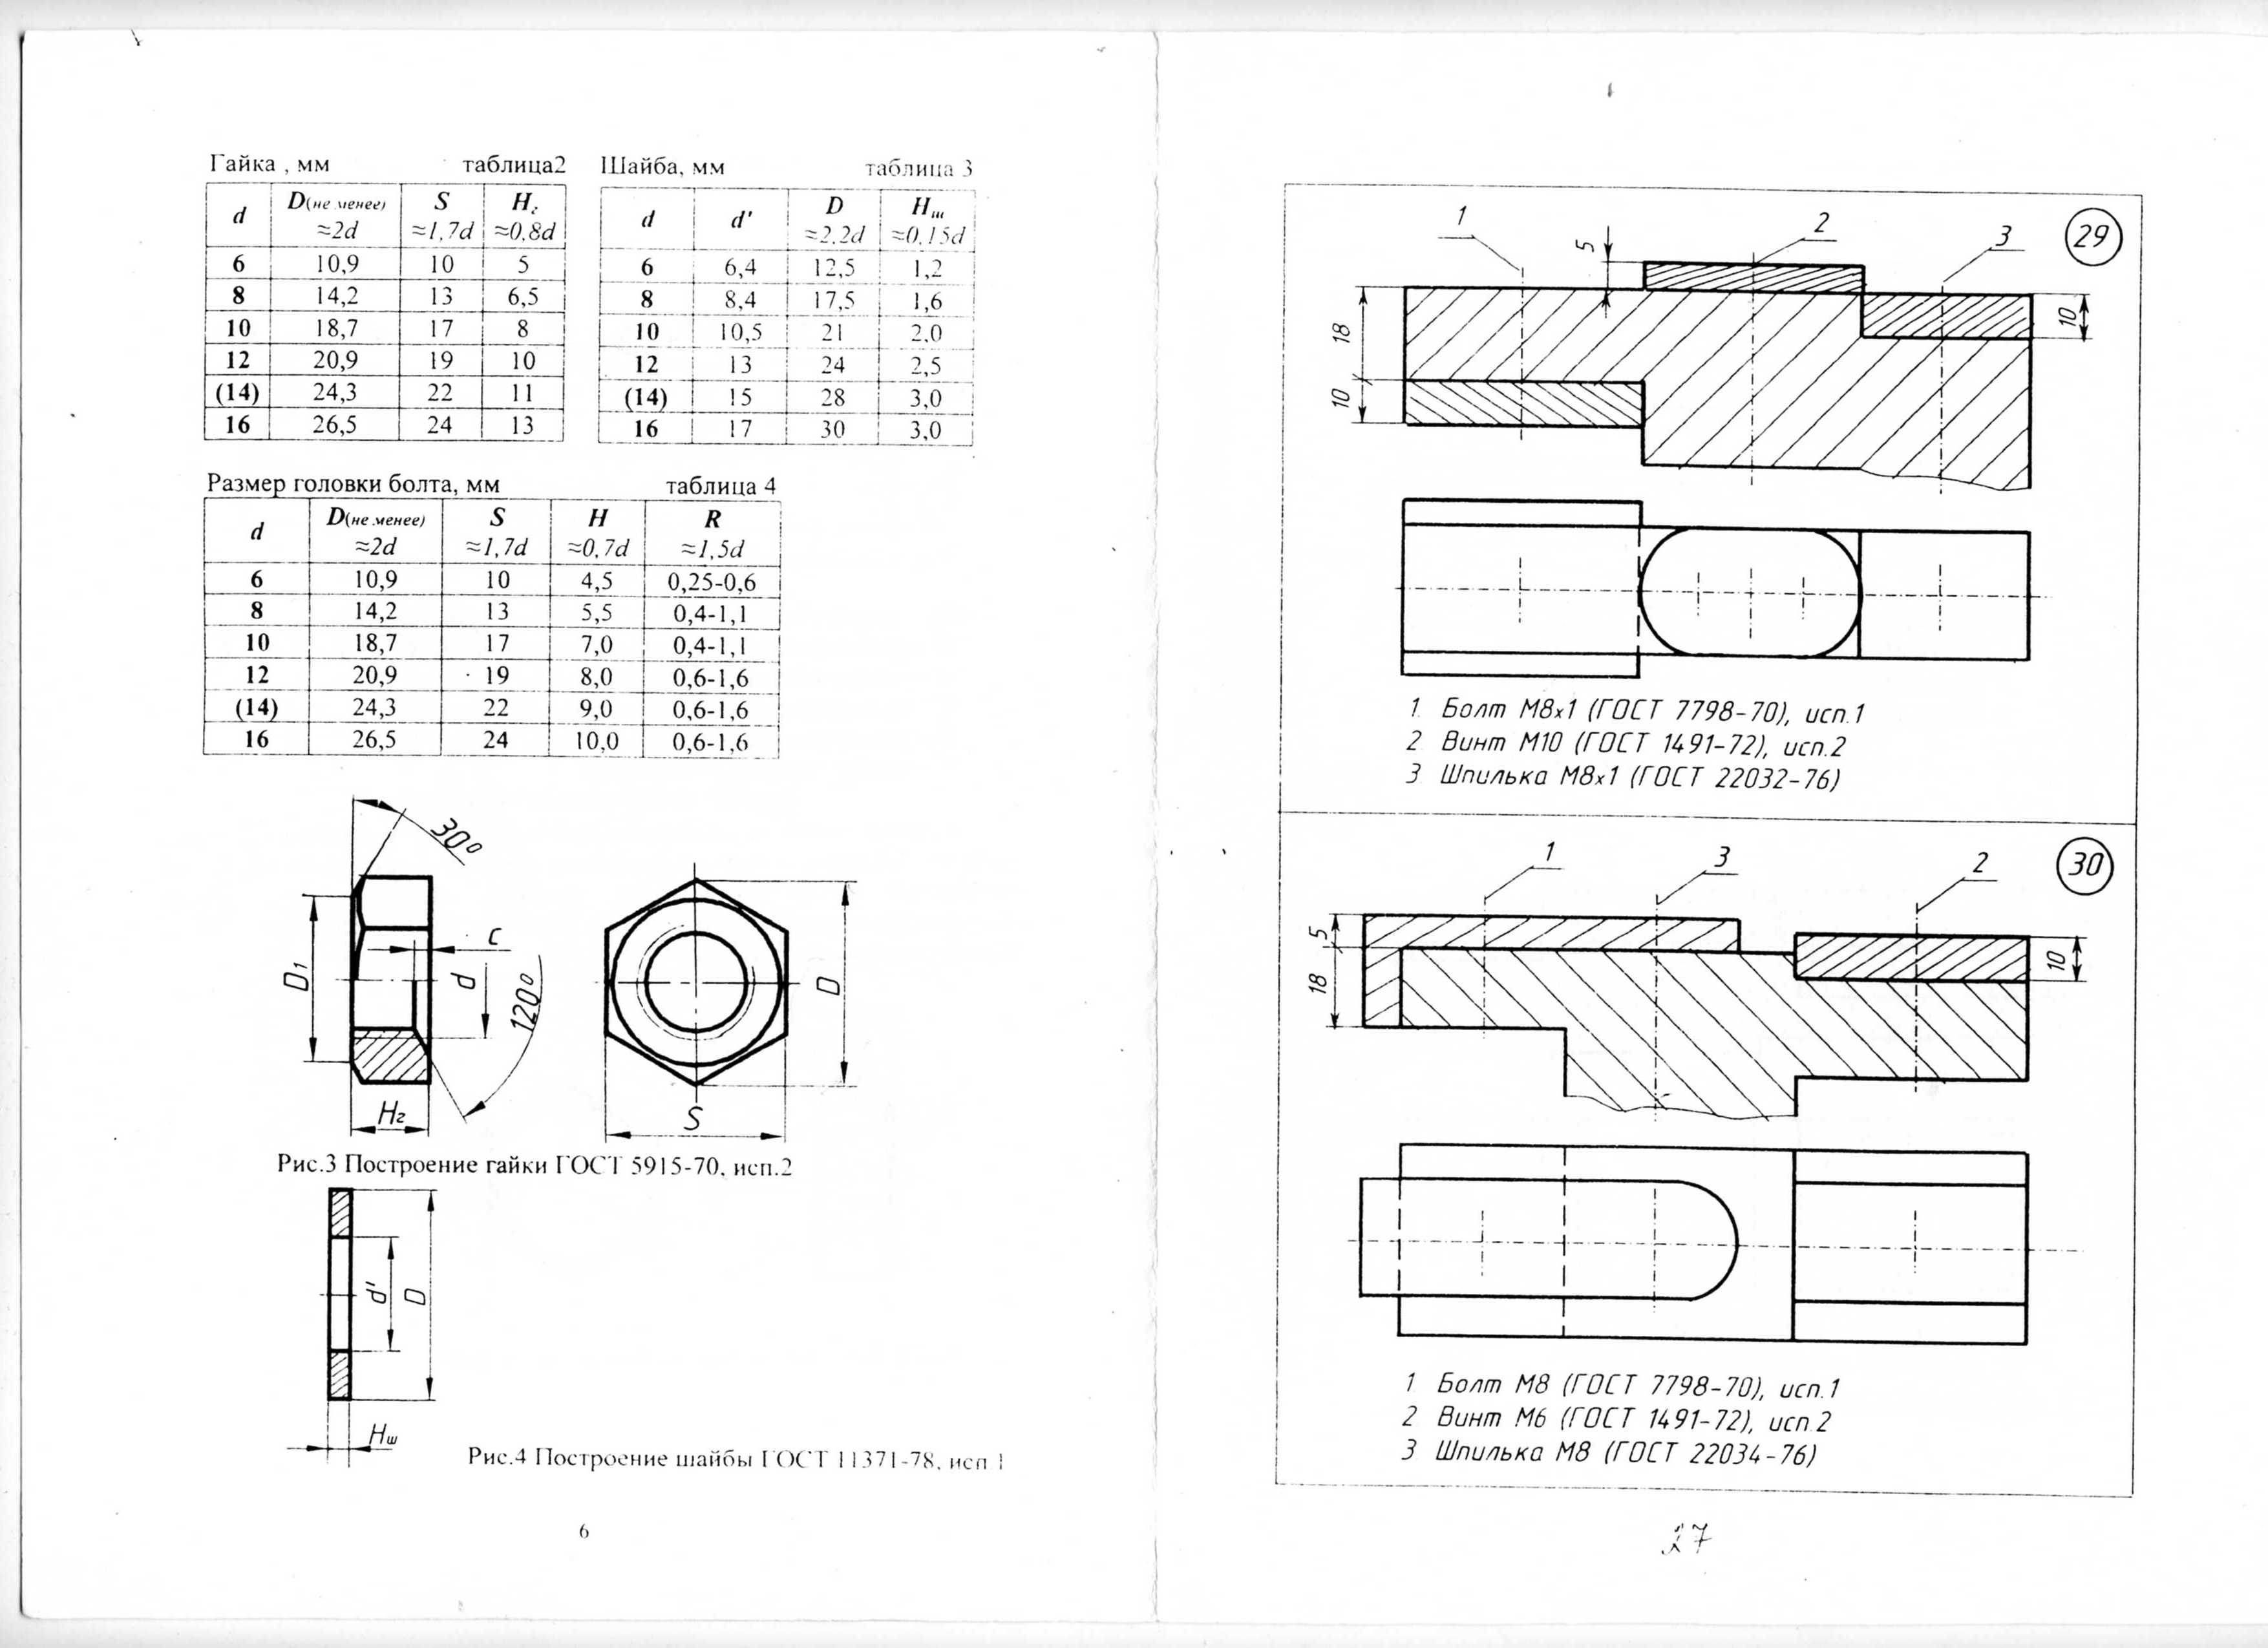 Гайка , мм таблица2
d D(не менее) ≈2d S ≈1,7d Hг ≈0,8d
6 10,9 10 5
8 14,2 13 6,5
10 18,7 17 8
12 20,9 19 10
(14) 24,3 22 11
16 26,5 24 13
Шайба, мм таблица 3
d d' D ≈2,2d Hш ≈0,15d
6 6,4 12,5 1,2
8 8,4 17,5 1,6
10 10,5 21 2,0
12 13 24 2,5
(14) 15 28 3,0
16 17 30 3,0
Размер головки болта, мм таблица 4
d D(не менее) ≈2d S ≈1,7d H ≈0,7d R ≈1,5d
6 10,9 10 4,5 0,25-0,6
8 14,2 13 5,5 0,4-1,1
10 18,7 17 7,0 0,4-1,1
12 20,9 19 8,0 0,6-1,6
(14) 24,3 22 9,0 0,6-1,6
16 26,5 24 10,0 0,6-1,6
30°
c
D1
d
120°
D
Hг
S
Рис.3 Построение гайки ГОСТ 5915-70, исп.2
d'
D
Hш
Рис.4 Построение шайбы ГОСТ 11371-78, исп 1
6
1
2
3
29
5
18
10
10
1 Болт М8х1 (ГОСТ 7798-70), исп.1
2 Винт М10 (ГОСТ 1491-72), исп.2
3 Шпилька М8х1 (ГОСТ 22032-76)
1
3
2
30
5
18
10
1 Болт М8 (ГОСТ 7798-70), исп.1
2 Винт М6 (ГОСТ 1491-72), исп.2
3 Шпилька М8 (ГОСТ 22034-76)
27